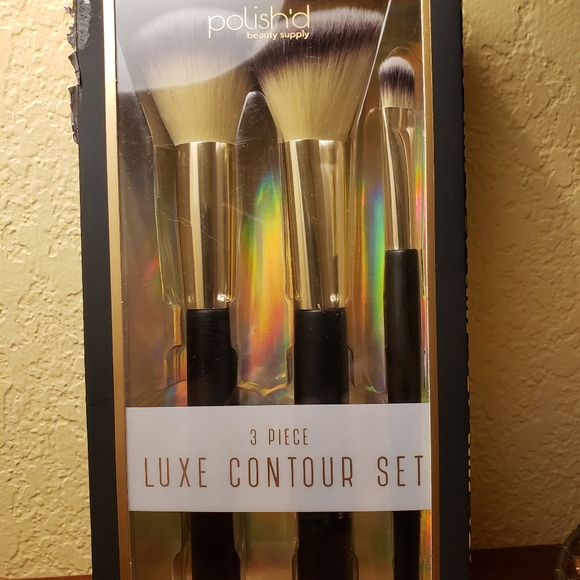 polish'd
beauty supply
3 PIECE
LUXE CONTOUR SET